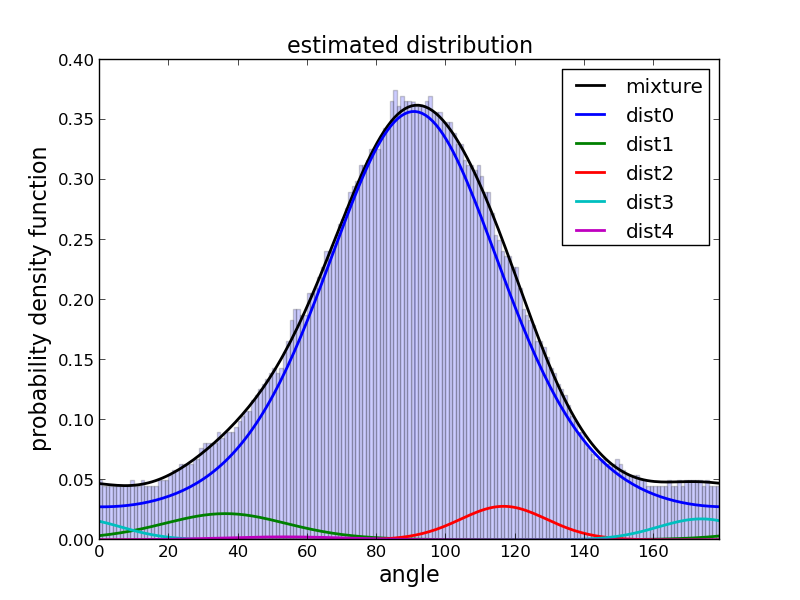 estimated distribution
probability density function
0.40
0.35
0.30
0.25
0.20
0.15
0.10
0.05
0.00
0 20 40 60 80 100 120 140 160
angle
mixture
dist0
dist1
dist2
dist3
dist4